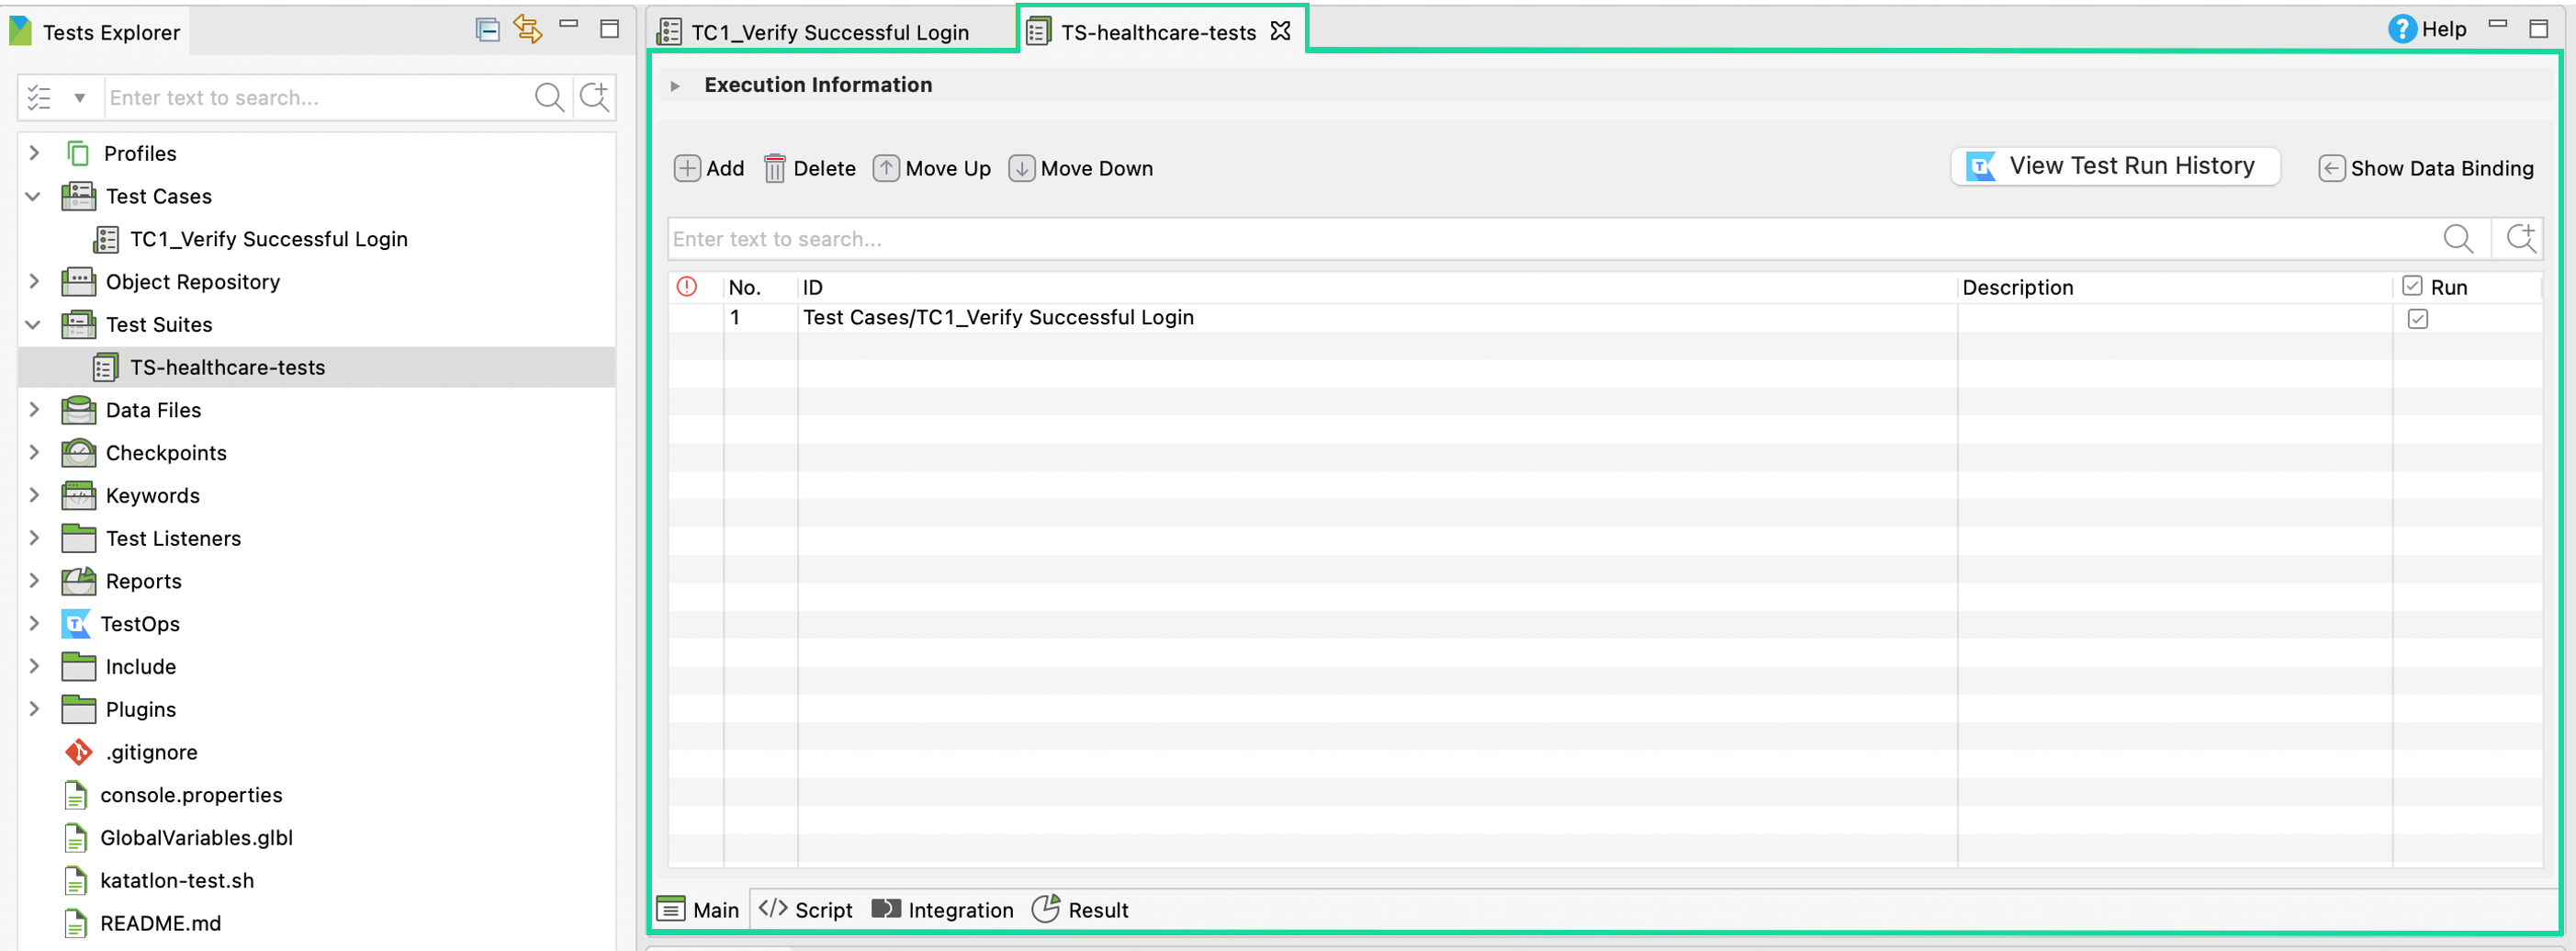 Tests Explorer
Enter text to search...
Profiles
Test Cases
TC1_Verify Successful Login
Object Repository
Test Suites
TS-healthcare-tests
Data Files
Checkpoints
Keywords
Test Listeners
Reports
TestOps
Include
Plugins
.gitignore
console.properties
GlobalVariables.glbl
katatlon-test.sh
README.md
TC1_Verify Successful Login
TS-healthcare-tests
Help
Execution Information
Add Delete Move Up Move Down
View Test Run History
Show Data Binding
Enter text to search...
No. ID Description Run
1 Test Cases/TC1_Verify Successful Login
Main Script Integration Result